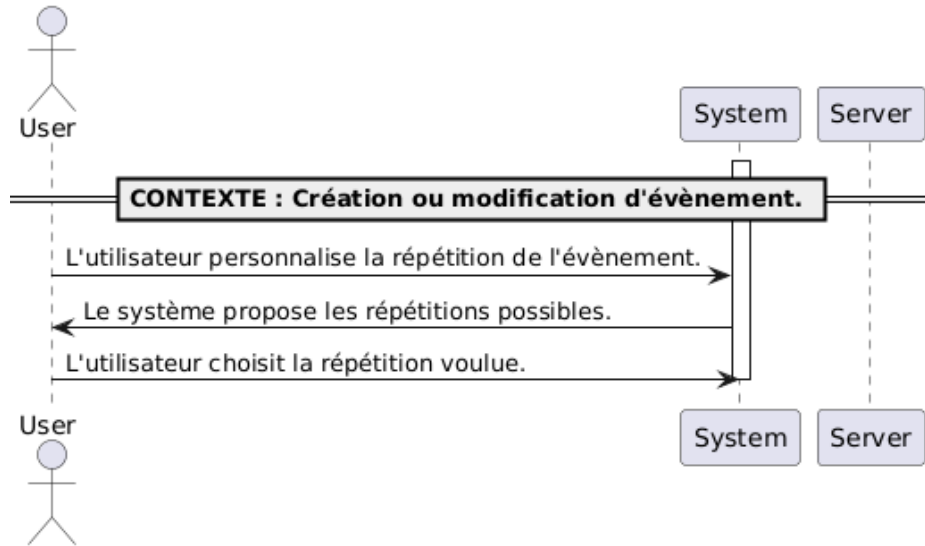 User
System
Server
CONTEXTE : Création ou modification d'évènement.
L'utilisateur personnalise la répétition de l'évènement.
Le système propose les répétitions possibles.
L'utilisateur choisit la répétition voulue.
User
System
Server